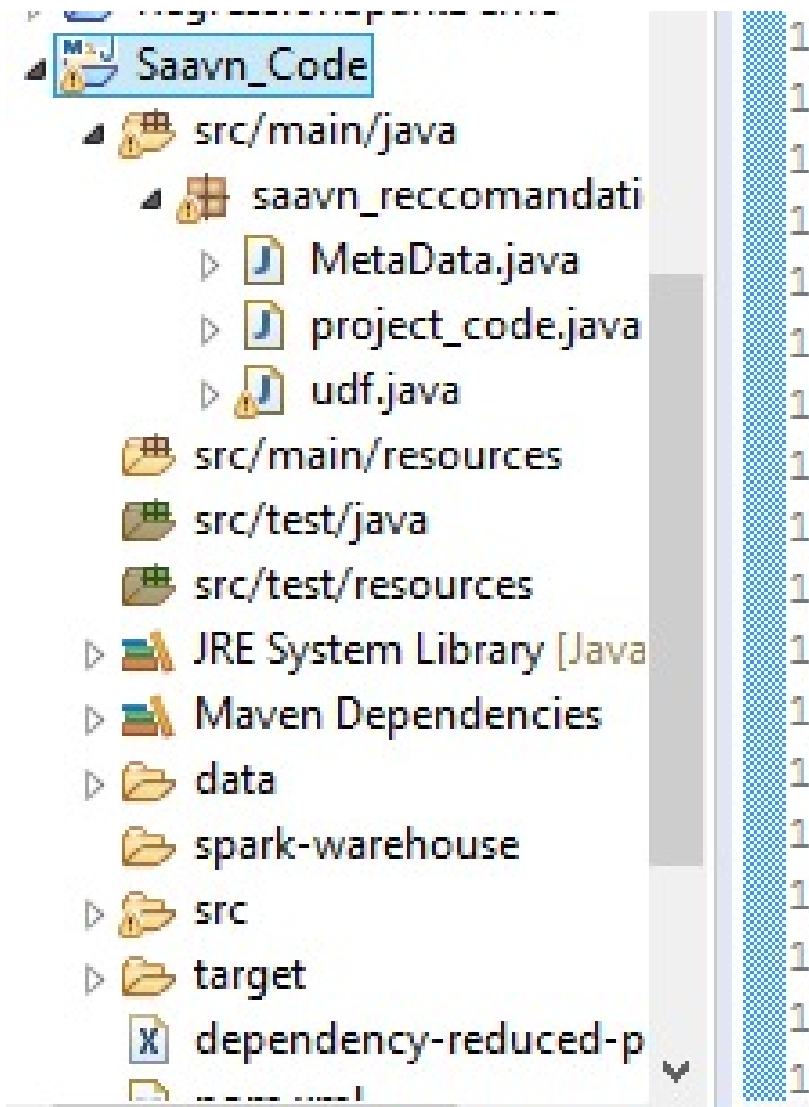 Saavn_Code
src/main/java
saavn_reccomandati
MetaData.java
project_code.java
udf.java
src/main/resources
src/test/java
src/test/resources
JRE System Library [Java
Maven Dependencies
data
spark-warehouse
src
target
dependency-reduced-p